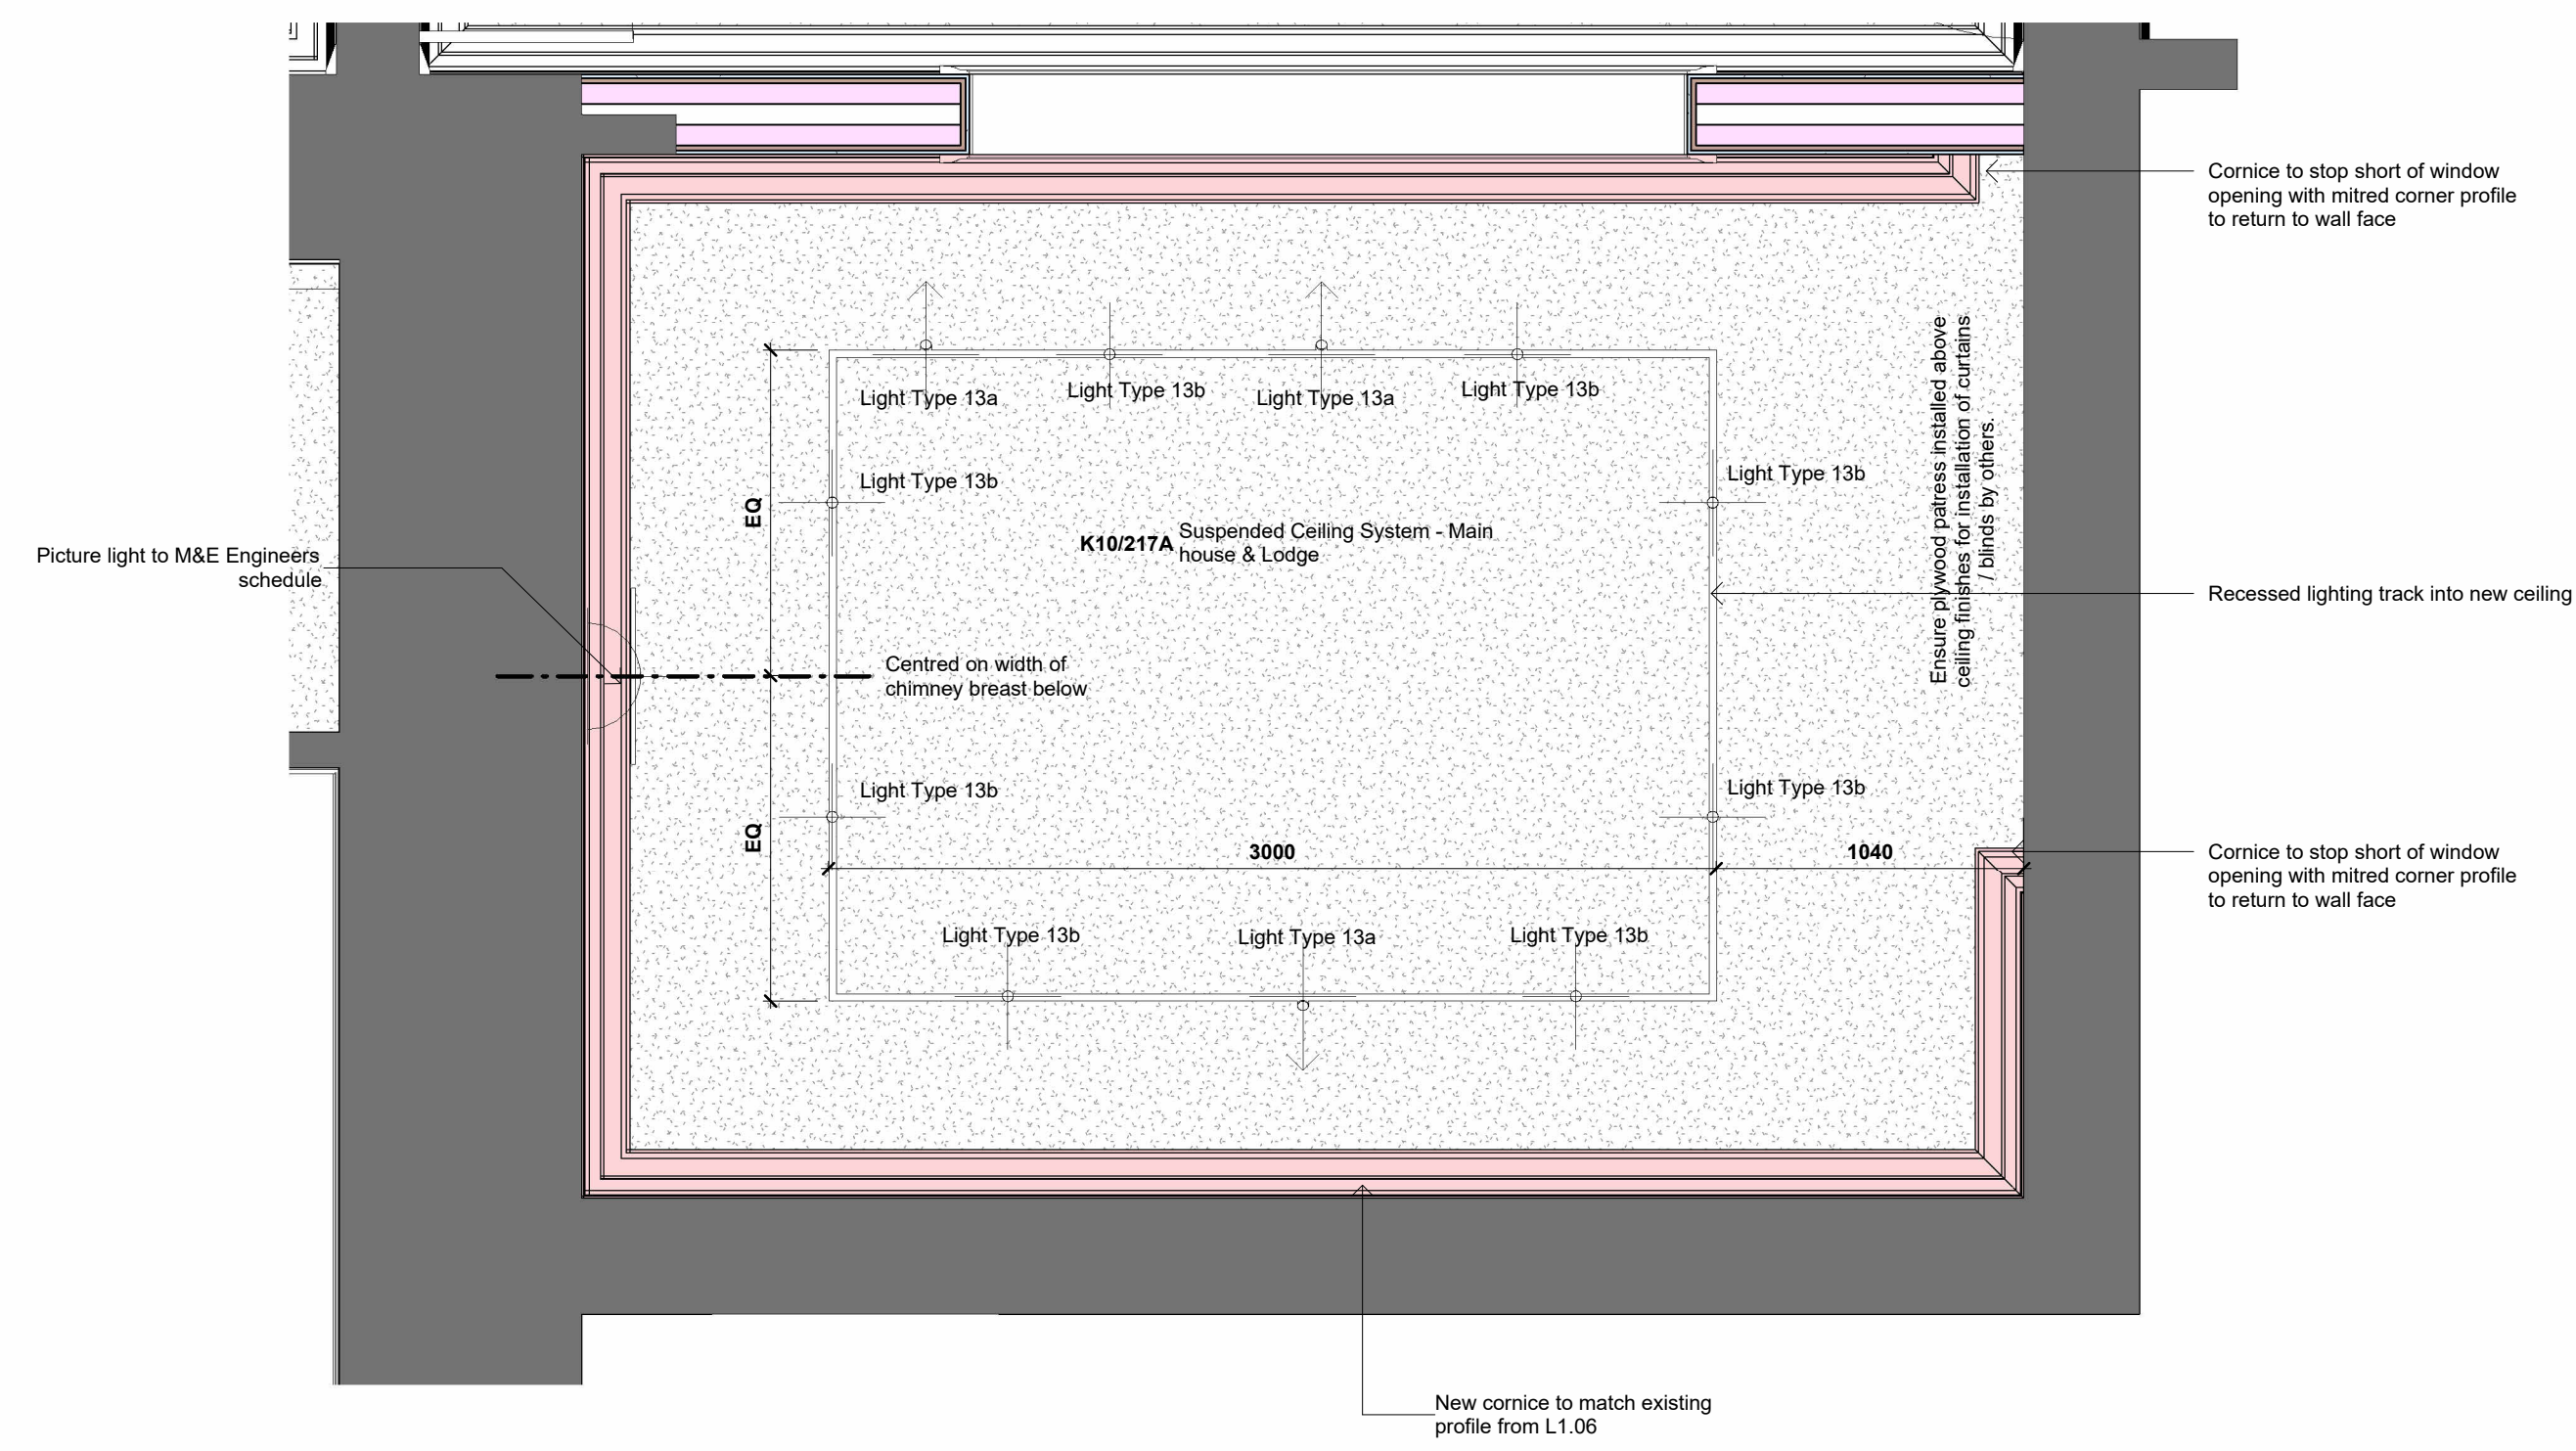 Cornice to stop short of window
opening with mitred corner profile
to return to wall face
Light Type 13a
Light Type 13b
Light Type 13a
Light Type 13b
Light Type 13b
Light Type 13b
EQ
K10/217A
Suspended Ceiling System - Main
house & Lodge
Ensure plywood patress installed above
ceiling finishes for installation of curtains
/ blinds by others.
Picture light to M&E Engineers
schedule
Recessed lighting track into new ceiling
Centred on width of
chimney breast below
Light Type 13b
Light Type 13b
EQ
3000
1040
Cornice to stop short of window
opening with mitred corner profile
to return to wall face
Light Type 13b
Light Type 13a
Light Type 13b
New cornice to match existing
profile from L1.06